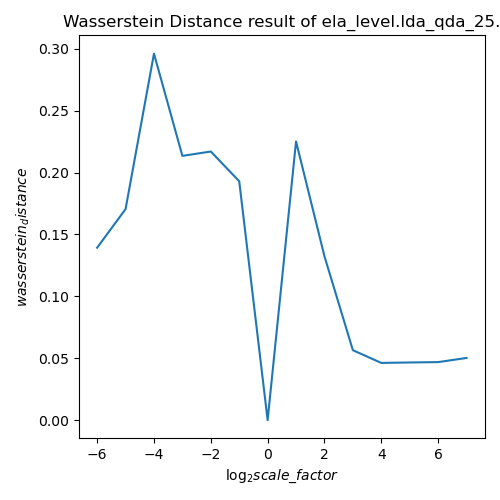 Wasserstein Distance result of ela_level.lda_qda_25.
0.30
0.25
0.20
0.15
0.10
0.05
0.00
wasserstein_distance
−6 −4 −2 0 2 4 6
log₂scale_factor